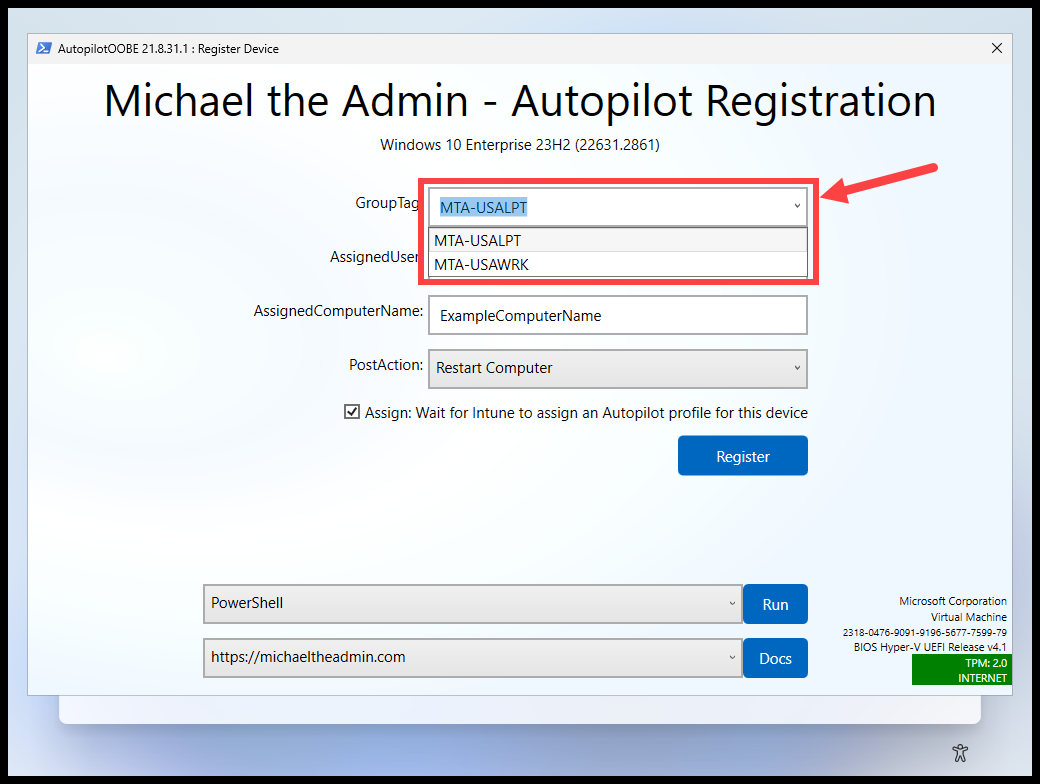 AutopilotOOBE 21.8.31.1 : Register Device
Michael the Admin - Autopilot Registration
Windows 10 Enterprise 23H2 (22631.2861)
GroupTag
MTA-USALPT
MTA-USALPT
AssignedUser
MTA-USAWRK
AssignedComputerName:
ExampleComputerName
PostAction:
Restart Computer
Assign: Wait for Intune to assign an Autopilot profile for this device
Register
PowerShell
Run
https://michaeltheadmin.com
Docs
Microsoft Corporation
Virtual Machine
2318-0476-9091-9196-5677-7599-79
BIOS Hyper-V UEFI Release v4.1
TPM: 2.0
INTERNET